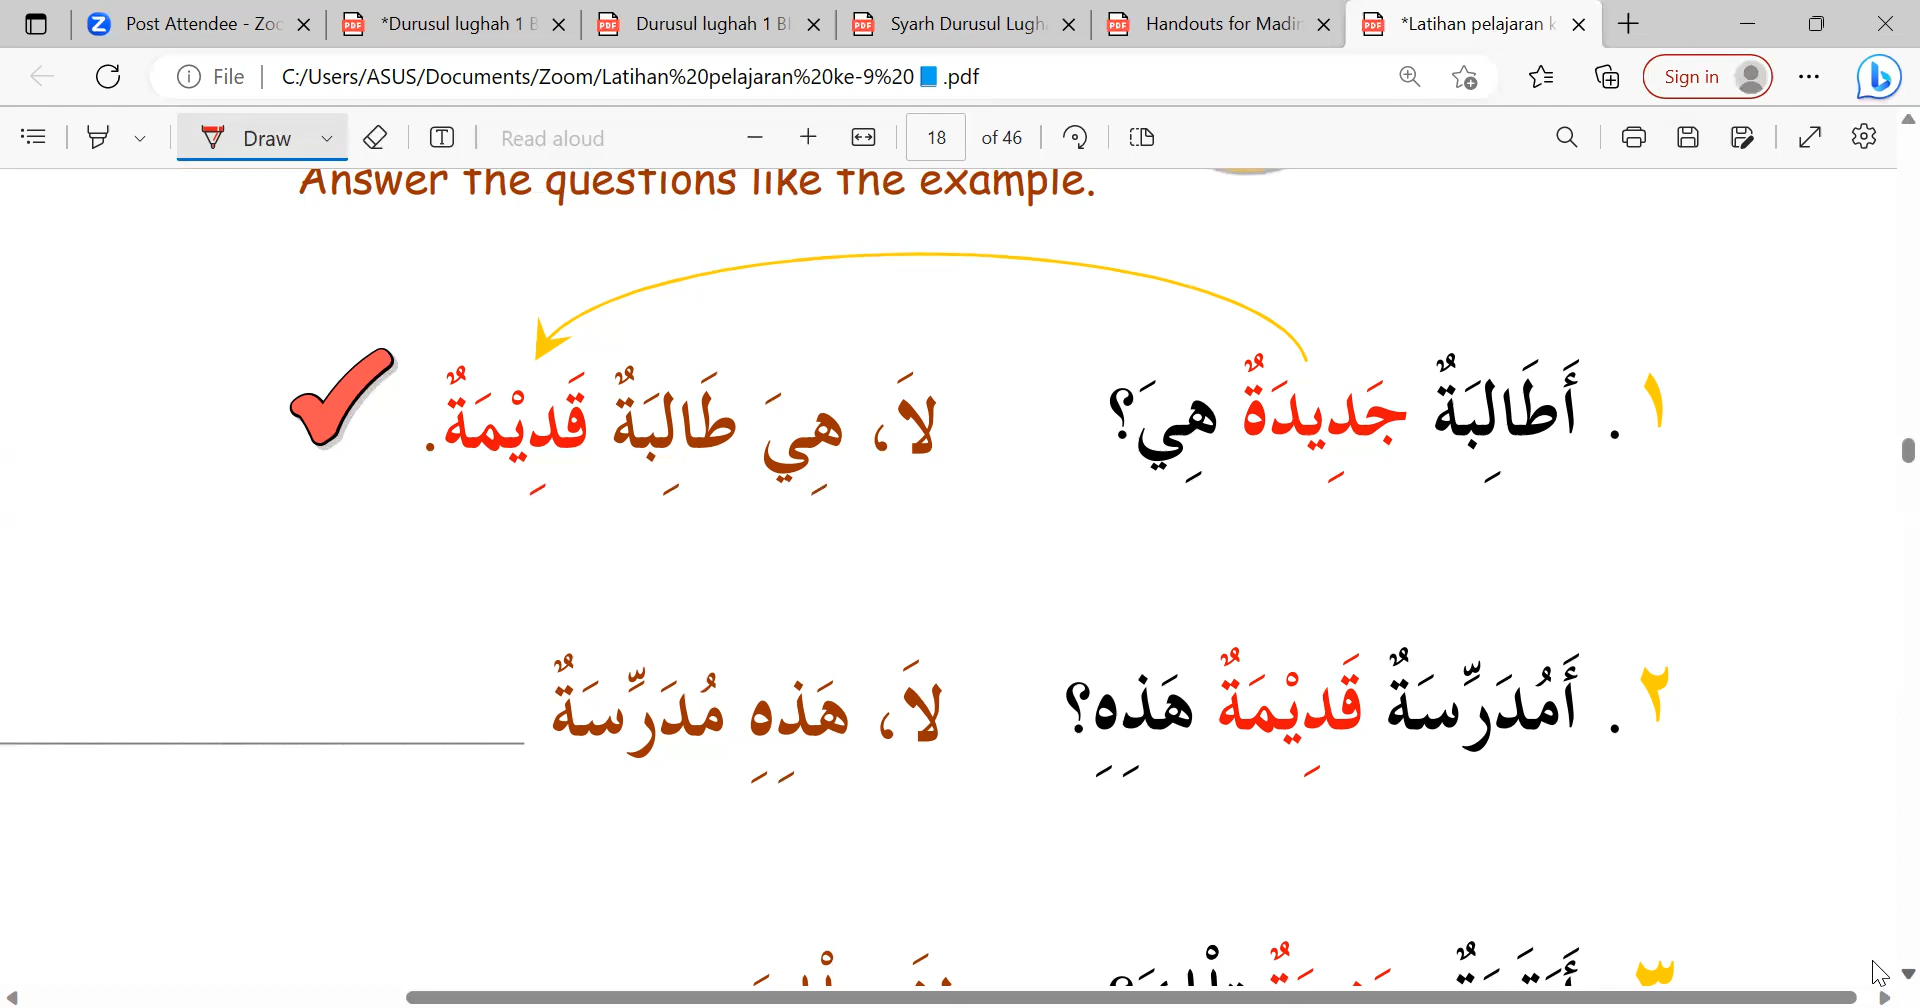 Post Attendee - Zoo
*Durusul lughah 1 B
Durusul lughah 1 Bl
Syarh Durusul Lugh
Handouts for Madin
*Latihan pelajaran k
File
C:/Users/ASUS/Documents/Zoom/Latihan%20pelajaran%20ke-9%20📘.pdf
Sign in
Draw
Read aloud
18 of 46
Answer the questions like the example.
١. أَطَالِبَةٌ جَدِيدَةٌ هِيَ؟ لاَ، هِيَ طَالِبَةٌ قَدِيْمَةٌ.
٢. أَمُدَرِّسَةٌ قَدِيْمَةٌ هَذِهِ؟ لاَ، هَذِهِ مُدَرِّسَةٌ
٣